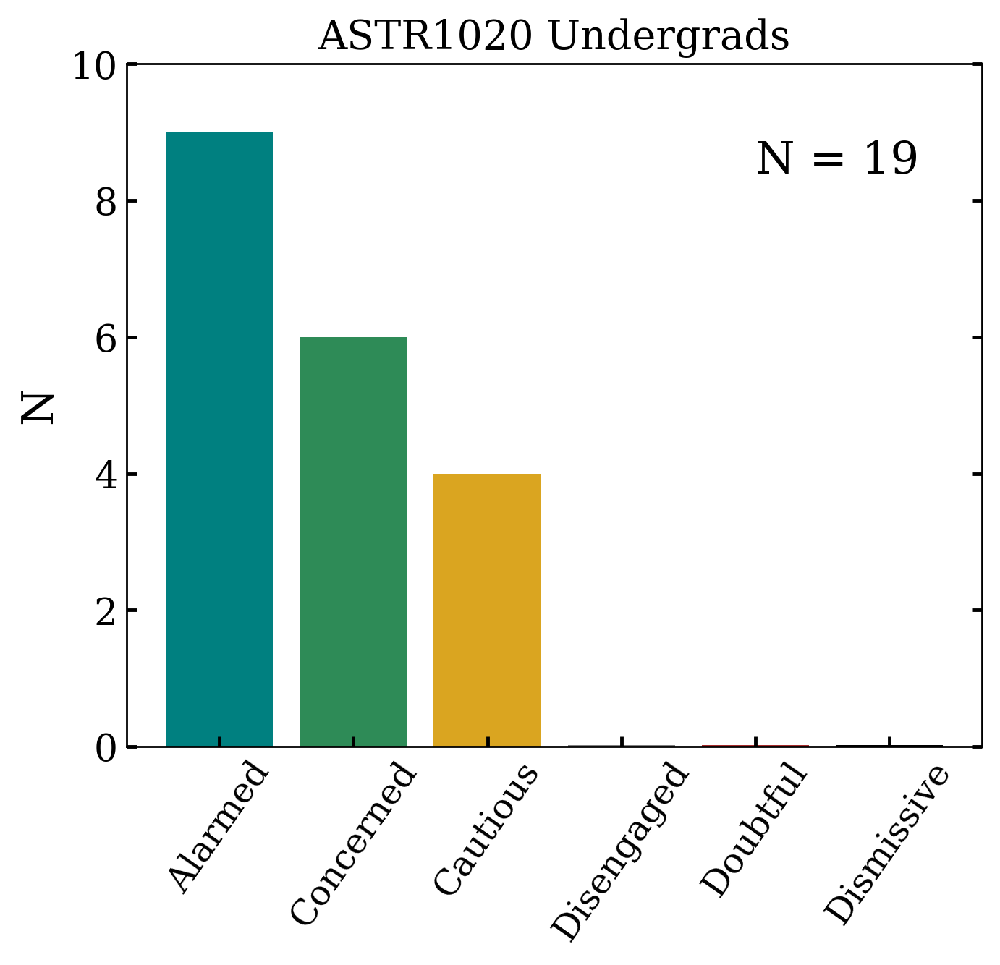 ASTR1020 Undergrads
N = 19
N
10
8
6
4
2
0
Alarmed
Concerned
Cautious
Disengaged
Doubtful
Dismissive